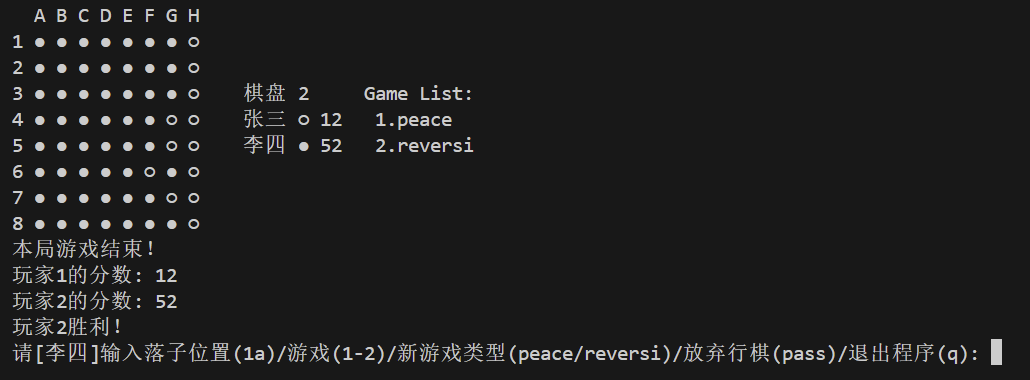 A B C D E F G H
1 ● ● ● ● ● ● ● ○
2 ● ● ● ● ● ● ● ○
3 ● ● ● ● ● ● ● ○ 棋盘 2 Game List:
4 ● ● ● ● ● ● ○ ○ 张三 ○ 12 1.peace
5 ● ● ● ● ● ● ○ ○ 李四 ● 52 2.reversi
6 ● ● ● ● ● ○ ● ○
7 ● ● ● ● ● ● ○ ○
8 ● ● ● ● ● ● ● ○
本局游戏结束!
玩家1的分数: 12
玩家2的分数: 52
玩家2胜利!
请[李四]输入落子位置(1a)/游戏(1-2)/新游戏类型(peace/reversi)/放弃行棋(pass)/退出程序(q):